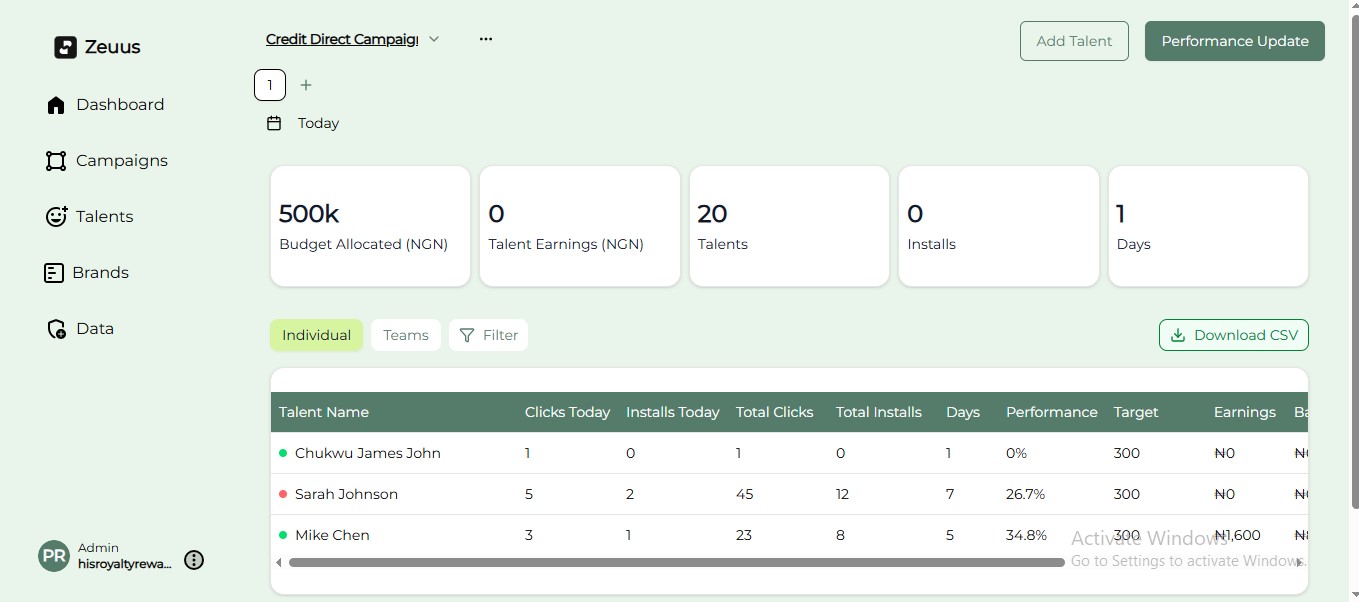 Zeuus
Dashboard
Campaigns
Talents
Brands
Data
PR
Admin
hisroyaltyrewa...
Credit Direct Campaig
...
Add Talent
Performance Update
1 +
Today
500k
Budget Allocated (NGN)
0
Talent Earnings (NGN)
20
Talents
0
Installs
1
Days
Individual Teams Filter
Download CSV
Talent Name Clicks Today Installs Today Total Clicks Total Installs Days Performance Target Earnings Ba
Chukwu James John 1 0 1 0 1 0% 300 ₦0 ₦
Sarah Johnson 5 2 45 12 7 26.7% 300 ₦0 ₦
Mike Chen 3 1 23 8 5 34.8% 300 ₦1,600 ₦
Activate Windows
Go to Settings to activate Windows.